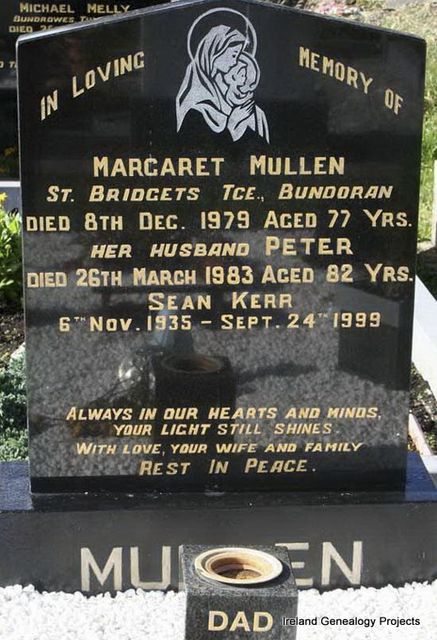 MICHAEL MELLY
BUNDROWES
DIED
IN LOVING MEMORY OF
MARGARET MULLEN
ST. BRIDGETS TCE., BUNDORAN
DIED 8TH DEC. 1979 AGED 77 YRS.
HER HUSBAND PETER
DIED 26TH MARCH 1983 AGED 82 YRS.
SEAN KERR
6TH NOV. 1935 - SEPT. 24TH 1999
ALWAYS IN OUR HEARTS AND MINDS,
YOUR LIGHT STILL SHINES.
WITH LOVE, YOUR WIFE AND FAMILY
REST IN PEACE.
MU EN
DAD
Ireland Genealogy Projects